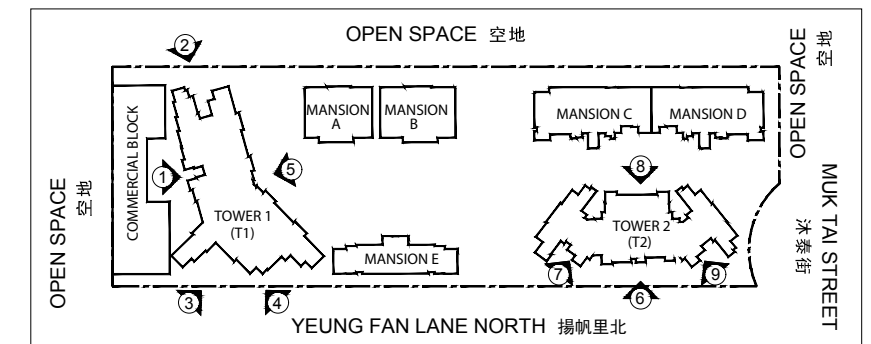 OPEN SPACE 空地
②
OPEN SPACE
空地
COMMERCIAL BLOCK
MANSION
A
MANSION
B
MANSION C
MANSION D
①
⑤
⑧
OPEN SPACE
空地
TOWER 1
(T1)
TOWER 2
(T2)
MANSION E
MUK TAI STREET
沐泰街
⑦
⑨
③
④
⑥
YEUNG FAN LANE NORTH 揚帆里北